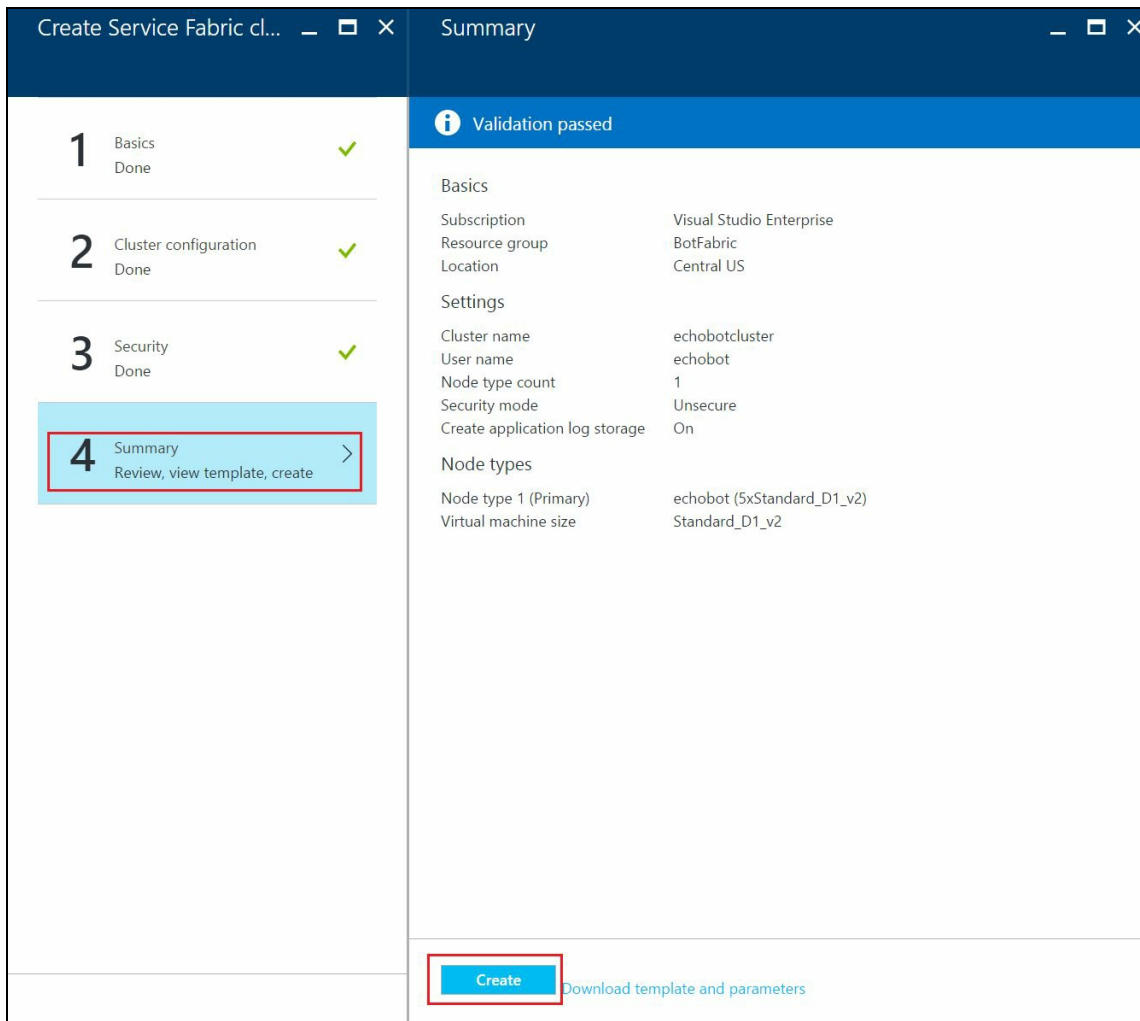 Create Service Fabric cl...
Summary
1
Basics
Done
2
Cluster configuration
Done
3
Security
Done
4
Summary
Review, view template, create
Validation passed
Basics
Subscription Visual Studio Enterprise
Resource group BotFabric
Location Central US
Settings
Cluster name echobotcluster
User name echobot
Node type count 1
Security mode Unsecure
Create application log storage On
Node types
Node type 1 (Primary) echobot (5xStandard_D1_v2)
Virtual machine size Standard_D1_v2
Create
Download template and parameters